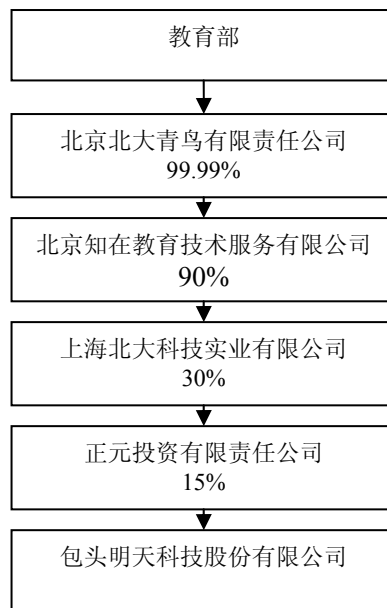 教育部
北京北大青鸟有限责任公司
99.99%
北京知在教育技术服务有限公司
90%
上海北大科技实业有限公司
30%
正元投资有限责任公司
15%
包头明天科技股份有限公司